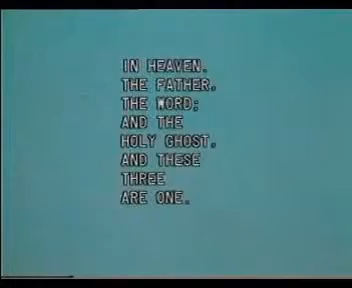 IN HEAVEN.
THE FATHER.
THE WORD;
AND THE
HOLY GHOST.
AND THESE
THREE
ARE ONE.